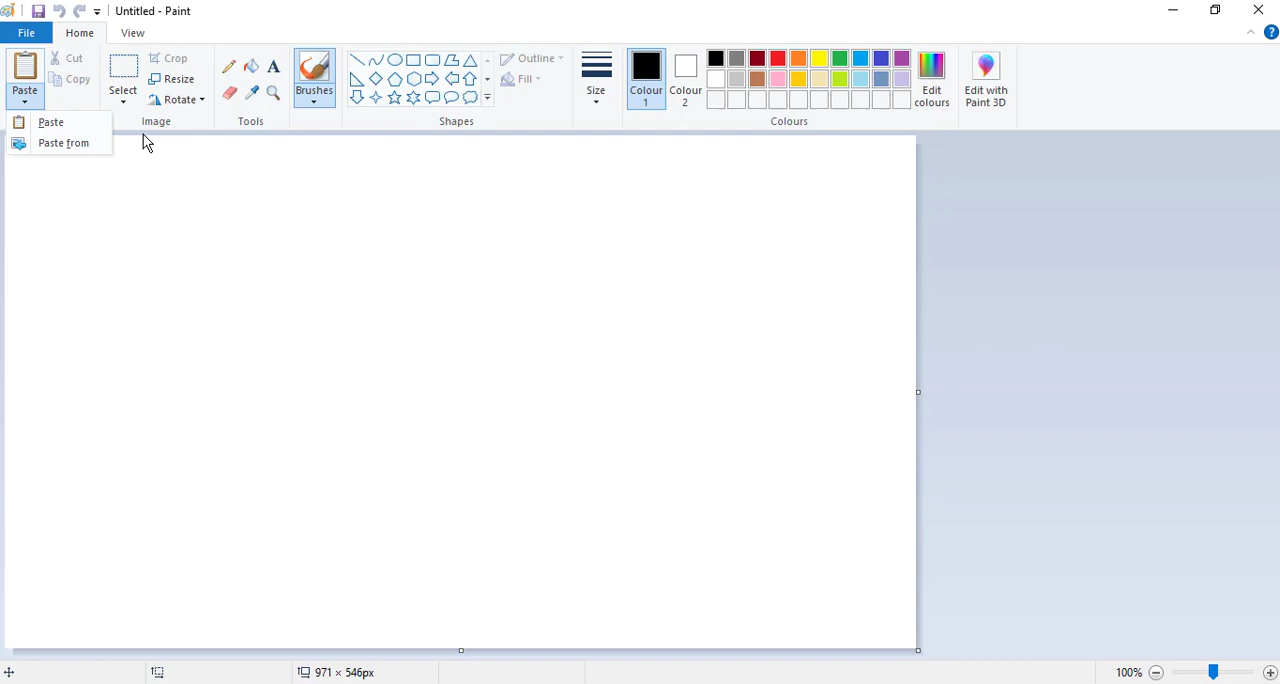 Untitled - Paint
File Home View
Paste
Cut
Copy
Select
Crop
Resize
Rotate
Image
A
Tools
Brushes
Shapes
Outline
Fill
Size
Colour 1
Colour 2
Colours
Edit colours
Edit with Paint 3D
Paste
Paste from
971 × 546px
100%